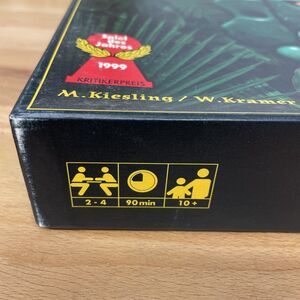 Spiel
des
Jahres
1999
KRITIKERPREIS
M. Kiesling / W. Kramer
2 - 4
90 min
10 +